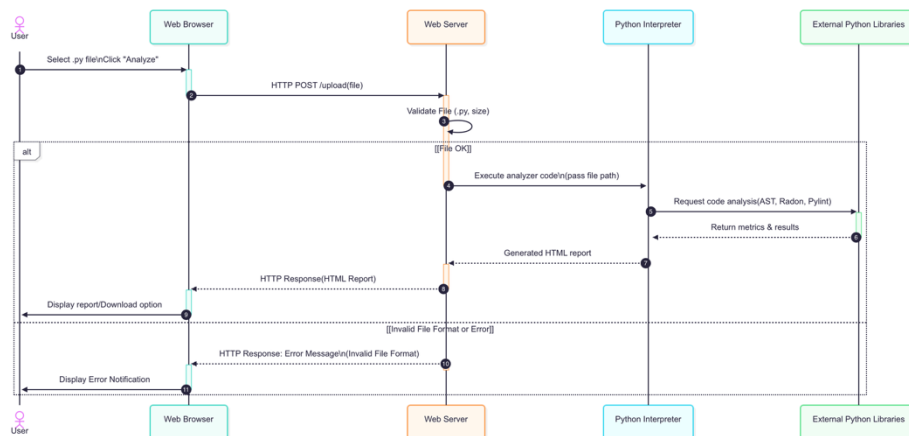 Web Browser
Web Server
Python Interpreter
External Python Libraries
User
1
Select .py file\nClick "Analyze"
2
HTTP POST /upload(file)
Validate File (.py, size)
3
alt
[[File OK]]
4
Execute analyzer code\n(pass file path)
5
Request code analysis(AST, Radon, Pylint)
Return metrics & results
6
Generated HTML report
7
HTTP Response(HTML Report)
8
Display report/Download option
9
[[Invalid File Format or Error]]
HTTP Response: Error Message\n(Invalid File Format)
10
Display Error Notification
11
User
Web Browser
Web Server
Python Interpreter
External Python Libraries